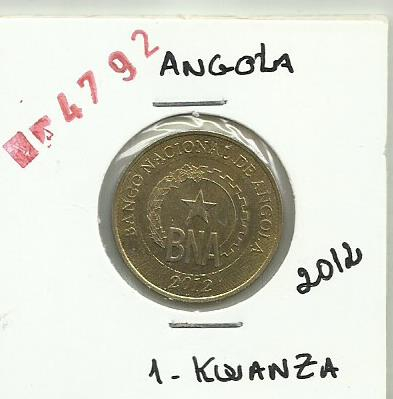 4792
ANGOLA
BANCO NACIONAL DE ANGOLA
BNA
2012
2012
1 - KWANZA